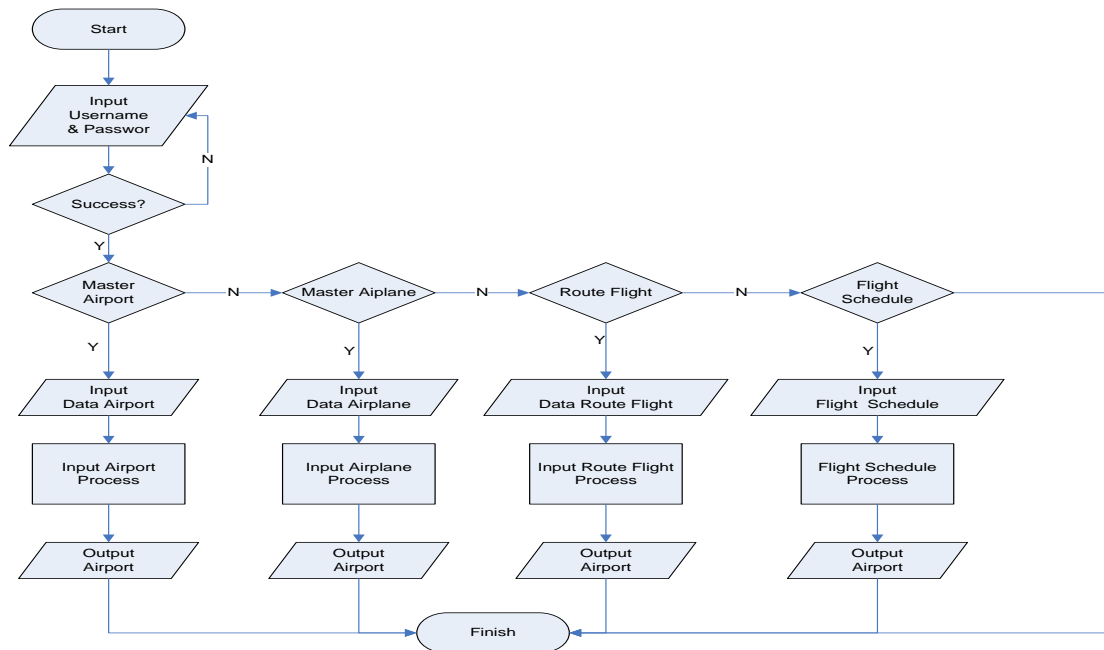 Start
Input
Username
& Passwor
N
Success?
Y
Master
Airport
N
Master Aiplane
N
Route Flight
N
Flight
Schedule
Y
Y
Y
Y
Input
Data Airport
Input
Data Airplane
Input
Data Route Flight
Input
Flight Schedule
Input Airport
Process
Input Airplane
Process
Input Route Flight
Process
Flight Schedule
Process
Output
Airport
Output
Airport
Output
Airport
Output
Airport
Finish